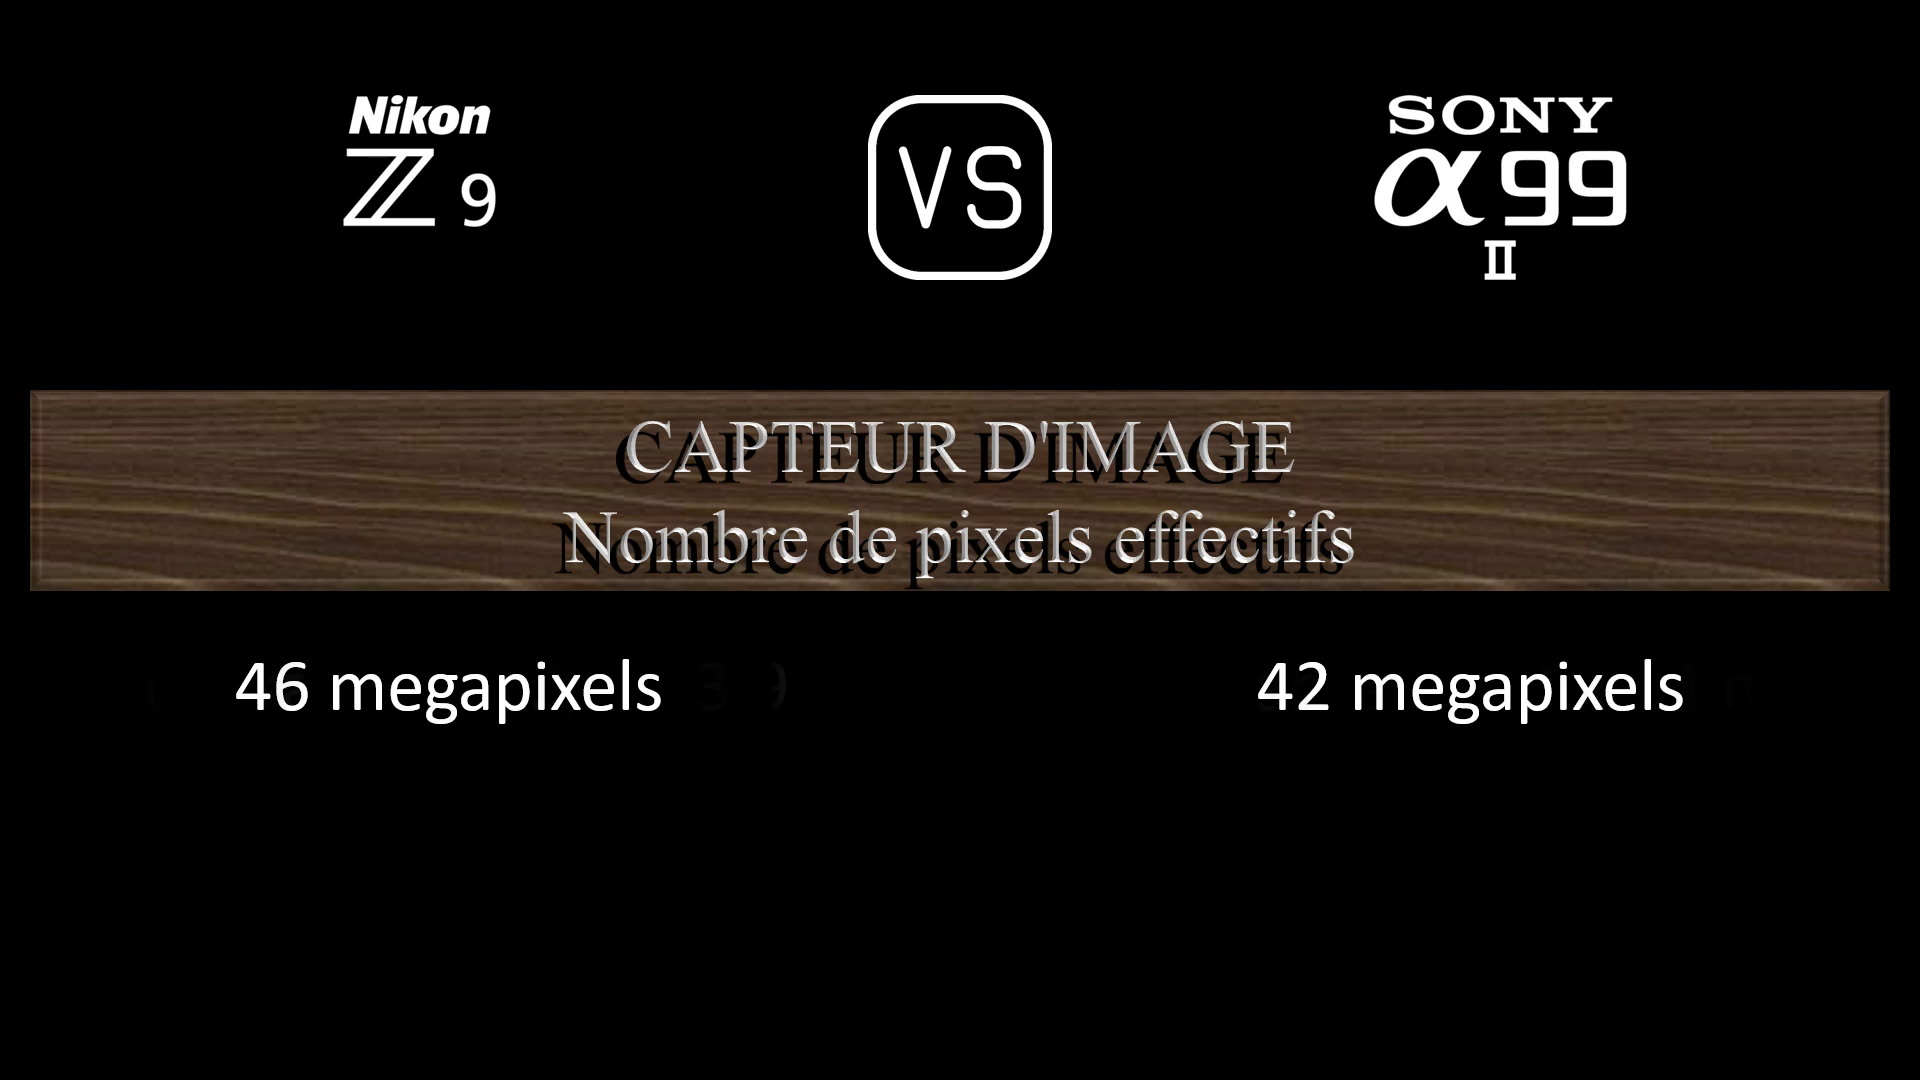 Nikon
Z 9
VS
SONY
α99
II
CAPTEUR D'IMAGE
Nombre de pixels effectifs
46 megapixels
42 megapixels